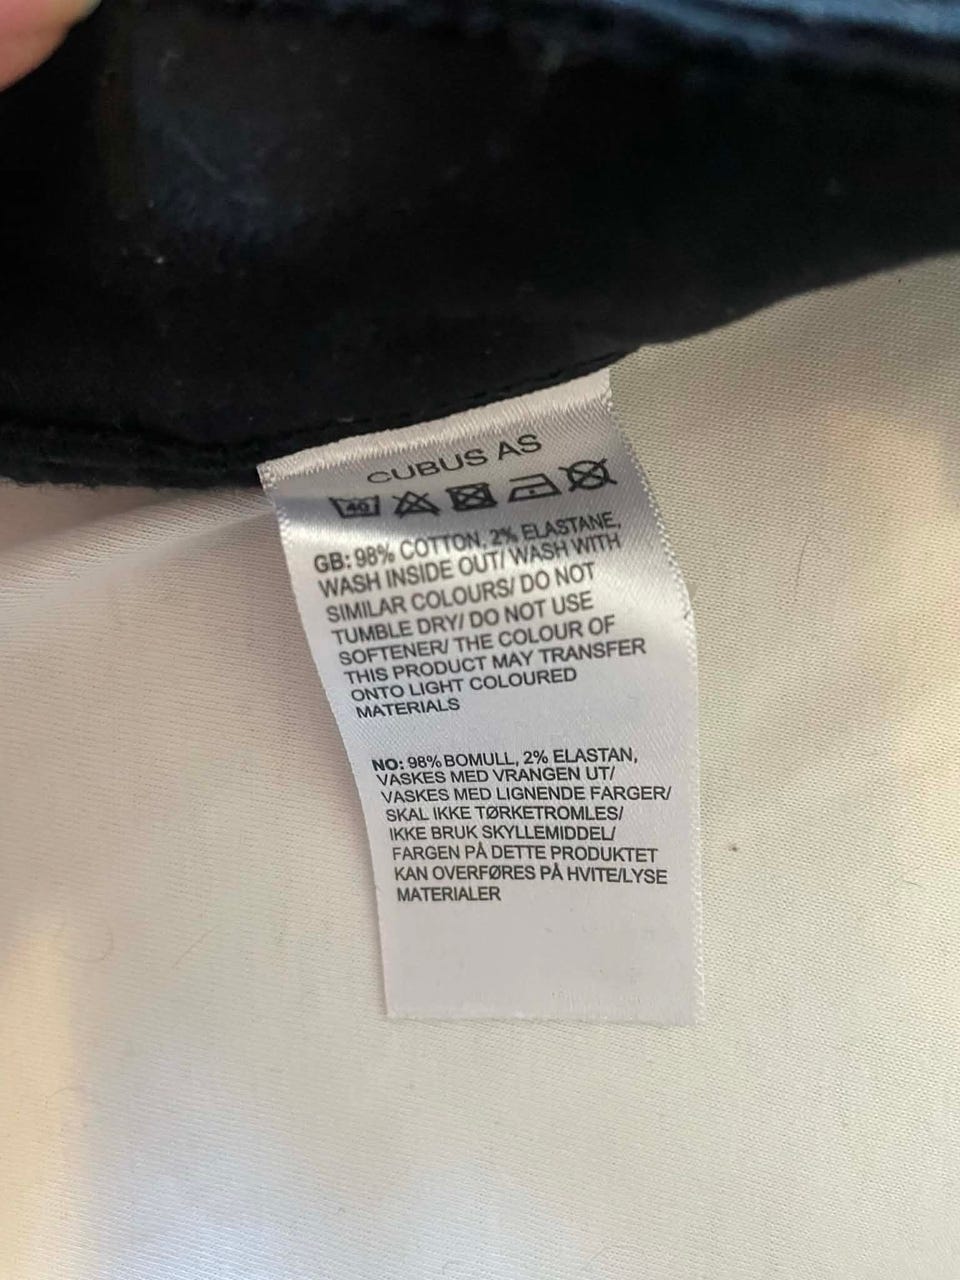 CUBUS AS
40
GB: 98% COTTON, 2% ELASTANE,
WASH INSIDE OUT/ WASH WITH
SIMILAR COLOURS/ DO NOT
TUMBLE DRY/ DO NOT USE
SOFTENER/ THE COLOUR OF
THIS PRODUCT MAY TRANSFER
ONTO LIGHT COLOURED
MATERIALS
NO: 98% BOMULL, 2% ELASTAN,
VASKES MED VRANGEN UT/
VASKES MED LIGNENDE FARGER/
SKAL IKKE TØRKETROMLES/
IKKE BRUK SKYLLEMIDDEL/
FARGEN PÅ DETTE PRODUKTET
KAN OVERFØRES PÅ HVITE/LYSE
MATERIALER